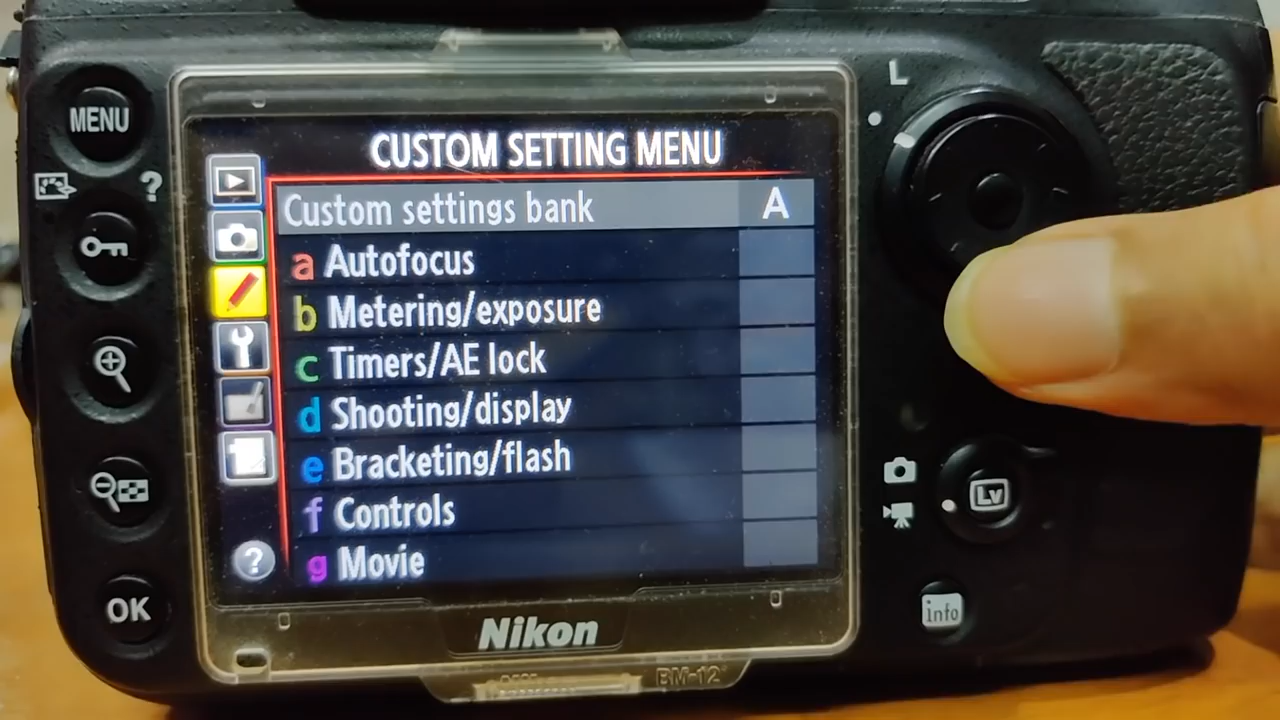 L
MENU
?
CUSTOM SETTING MENU
Custom settings bank A
a Autofocus
b Metering/exposure
c Timers/AE lock
d Shooting/display
e Bracketing/flash
f Controls
g Movie
?
Lv
OK
info
Nikon
BM-12